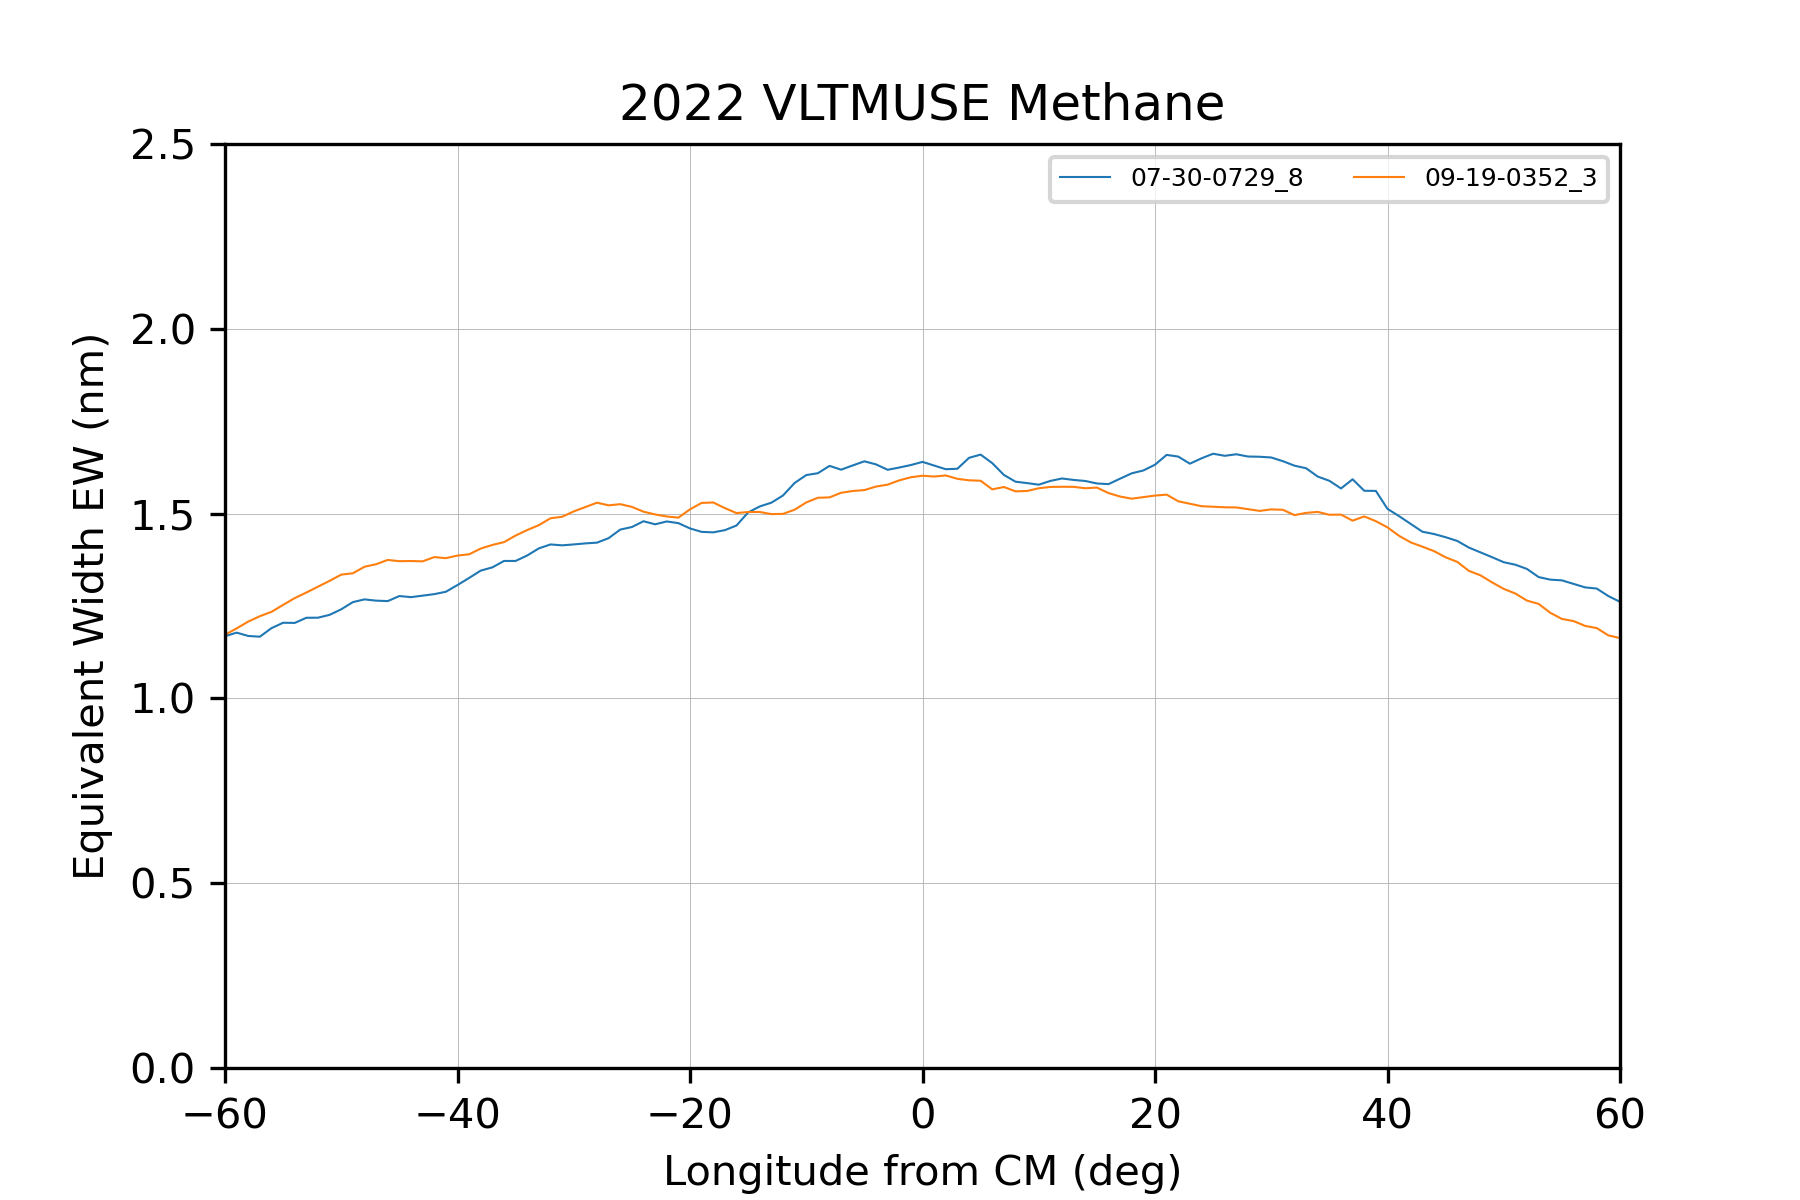 2022 VLTMUSE Methane
07-30-0729_8 09-19-0352_3
Equivalent Width EW (nm)
2.5
2.0
1.5
1.0
0.5
0.0
−60 −40 −20 0 20 40 60
Longitude from CM (deg)